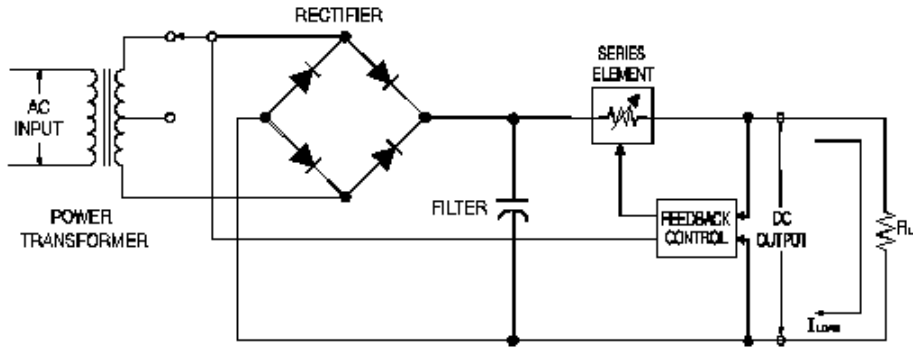 RECTIFIER
SERIES
ELEMENT
AC
INPUT
POWER
TRANSFORMER
FILTER
FEEDBACK
CONTROL
DC
OUTPUT
RL
ILOAD